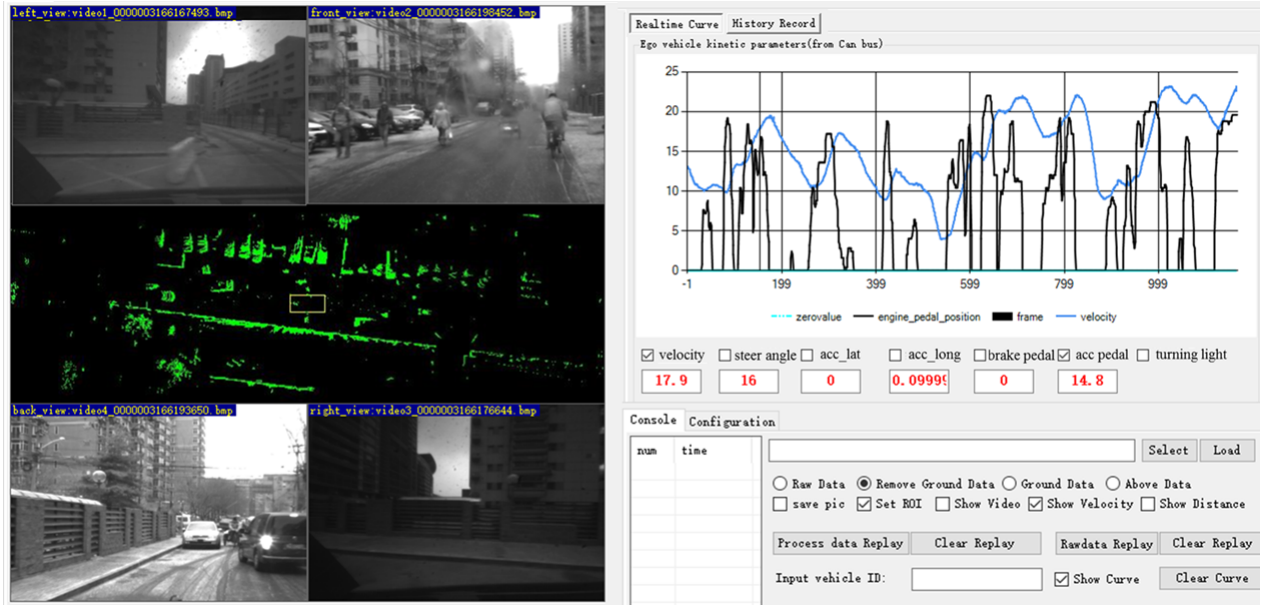 left_view:video1_0000003166167493.bmp
front_view:video2_0000003166198452.bmp
back_view:video4_0000003166193650.bmp
right_view:video3_0000003166176644.bmp
Realtime Curve History Record
Ego vehicle kinetic parameters(from Can bus)
25
20
15
10
5
0
-1 199 399 599 799 999
zerovalue engine_pedal_position frame velocity
velocity steer angle acc_lat acc_long brake pedal acc pedal turning light
17.9 16 0 0.0999 0 14.8
Console Configuration
num time
Select Load
Raw Data Remove Ground Data Ground Data Above Data
save pic Set ROI Show Video Show Velocity Show Distance
Process data Replay Clear Replay Rawdata Replay Clear Replay
Input vehicle ID: Show Curve Clear Curve